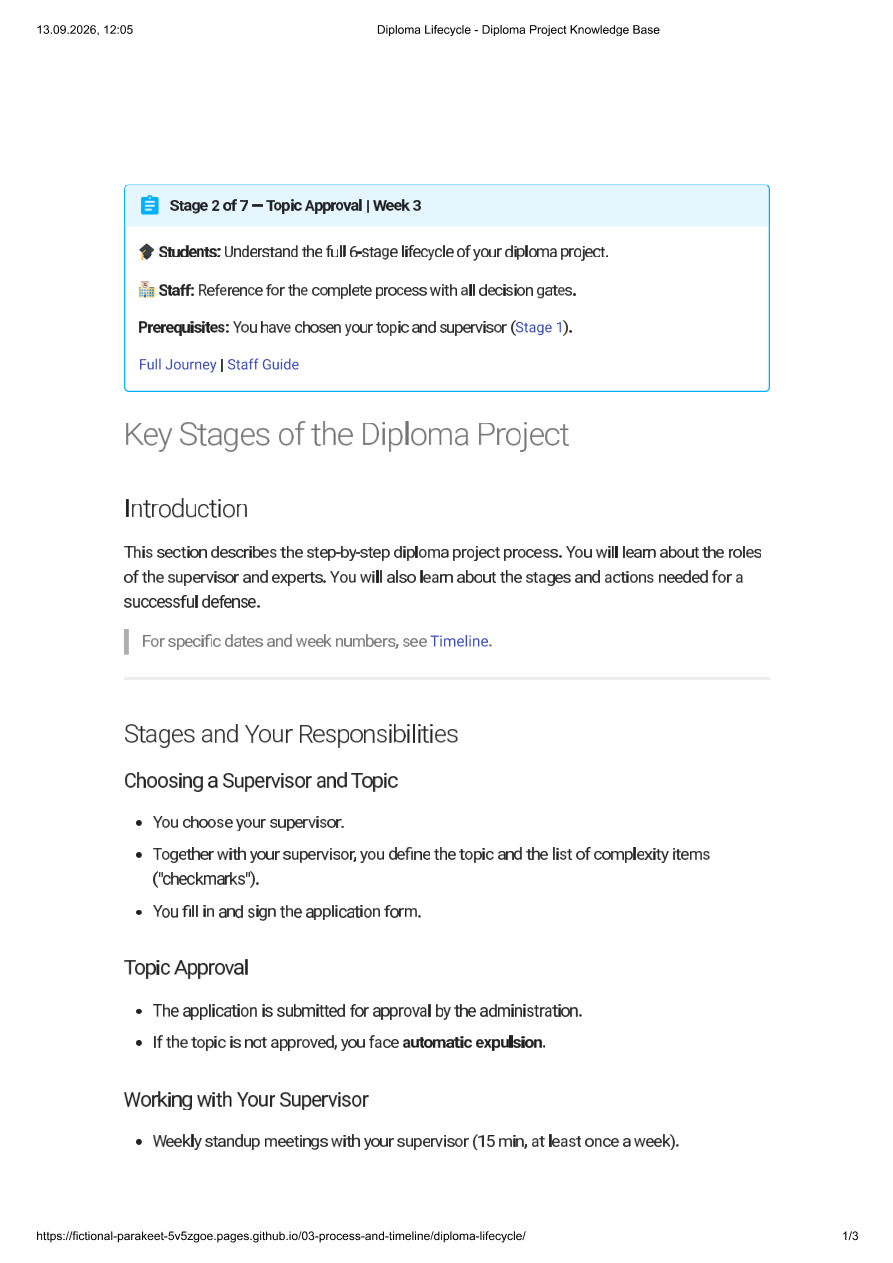 13.09.2026, 12:05 Diploma Lifecycle - Diploma Project Knowledge Base
Stage 2 of 7 — Topic Approval | Week 3
Students: Understand the full 6-stage lifecycle of your diploma project.
Staff: Reference for the complete process with all decision gates.
Prerequisites: You have chosen your topic and supervisor (Stage 1).
Full Journey | Staff Guide
Key Stages of the Diploma Project
Introduction
This section describes the step-by-step diploma project process. You will learn about the roles
of the supervisor and experts. You will also learn about the stages and actions needed for a
successful defense.
For specific dates and week numbers, see Timeline.
Stages and Your Responsibilities
Choosing a Supervisor and Topic
• You choose your supervisor.
• Together with your supervisor, you define the topic and the list of complexity items
("checkmarks").
• You fill in and sign the application form.
Topic Approval
• The application is submitted for approval by the administration.
• If the topic is not approved, you face automatic expulsion.
Working with Your Supervisor
• Weekly standup meetings with your supervisor (15 min, at least once a week).
https://fictional-parakeet-5v5zgoe.pages.github.io/03-process-and-timeline/diploma-lifecycle/ 1/3